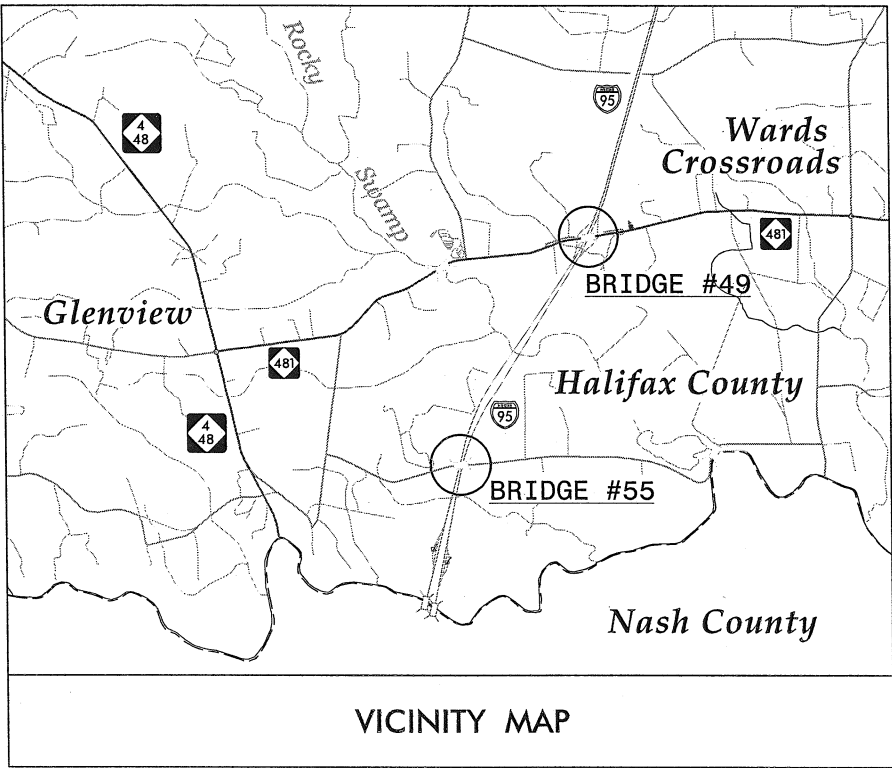 Rocky
95
4
48
Wards
Crossroads
Swamp
481
BRIDGE #49
Glenview
481
Halifax County
95
4
48
BRIDGE #55
Nash County
VICINITY MAP